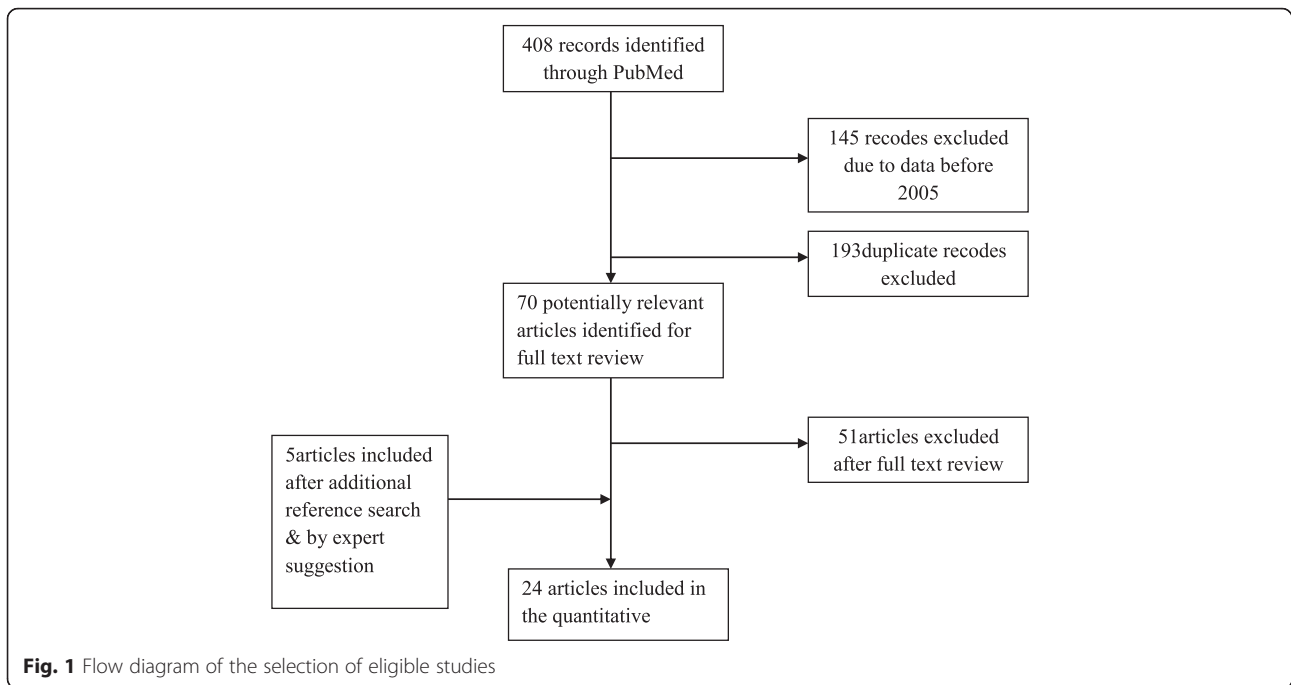 408 records identified
through PubMed
145 recodes excluded
due to data before
2005
193duplicate recodes
excluded
70 potentially relevant
articles identified for
full text review
51articles excluded
after full text review
5articles included
after additional
reference search
& by expert
suggestion
24 articles included in
the quantitative
Fig. 1 Flow diagram of the selection of eligible studies